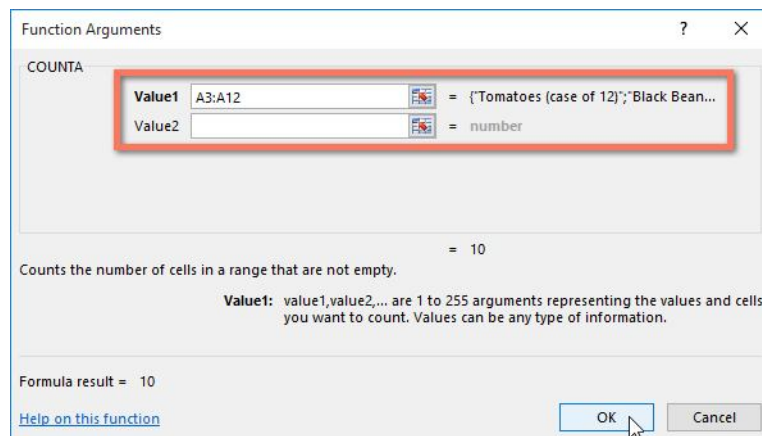 Function Arguments ? X
COUNTA
Value1 A3:A12 = {"Tomatoes (case of 12)";"Black Bean...
Value2 = number
= 10
Counts the number of cells in a range that are not empty.
Value1: value1,value2,... are 1 to 255 arguments representing the values and cells
you want to count. Values can be any type of information.
Formula result = 10
Help on this function OK Cancel